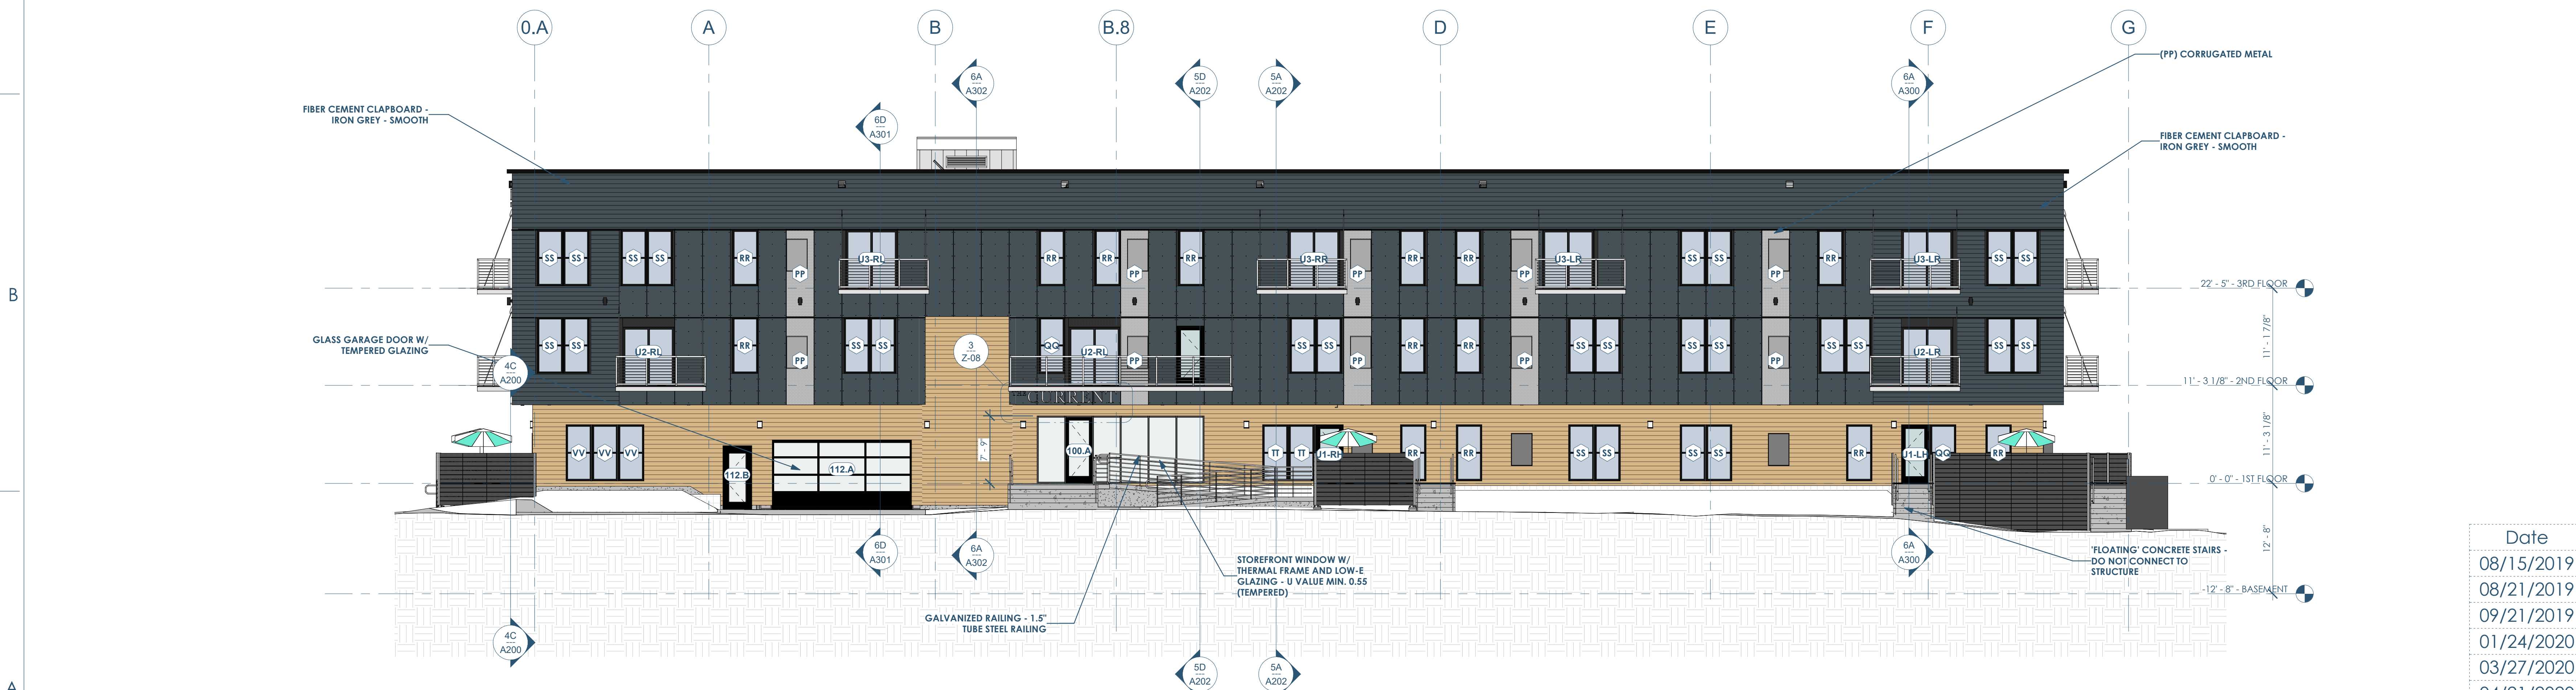 0.A A B B.8 D E F G
(PP) CORRUGATED METAL
6A
A302
5D
A202
5A
A202
6A
A300
FIBER CEMENT CLAPBOARD -
IRON GREY - SMOOTH
6D
A301
FIBER CEMENT CLAPBOARD -
IRON GREY - SMOOTH
SS SS SS SS RR PP U3-RL RR RR PP RR U3-RR PP RR RR PP U3-LR SS SS PP RR U3-LR SS SS
B
22' - 5" - 3RD FLOOR
11' - 1 7/8"
GLASS GARAGE DOOR W/
TEMPERED GLAZING
SS SS U2-RL RR PP SS SS
3
Z-08
QQ U2-RL PP SS SS PP RR RR PP SS SS SS SS PP SS SS U2-LR SS SS
4C
A200
11' - 3 1/8" - 2ND FLOOR
CURRENT
11' - 3 1/8"
7' - 9"
VV VV VV 112.B 112.A 100.A TT TT U1-RH RR RR SS SS SS SS RR U1-LH QQ RR
0' - 0" - 1ST FLOOR
12' - 8"
6D
A301
6A
A302
6A
A300
STOREFRONT WINDOW W/
THERMAL FRAME AND LOW-E
GLAZING - U VALUE MIN. 0.55
(TEMPERED)
'FLOATING' CONCRETE STAIRS -
DO NOT CONNECT TO
STRUCTURE
-12' - 8" - BASEMENT
GALVANIZED RAILING - 1.5"
TUBE STEEL RAILING
4C
A200
5D
A202
5A
A202
Date
08/15/2019
08/21/2019
09/21/2019
01/24/2020
03/27/2020
A